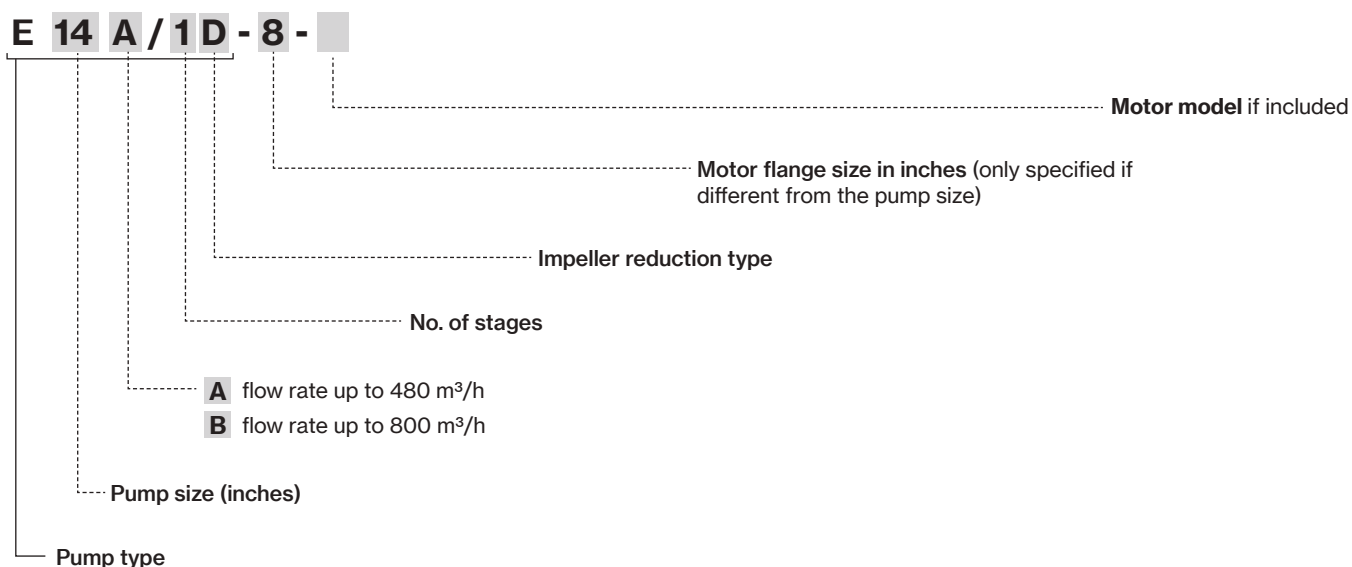 E 14 A / 1 D - 8 -
Motor model if included
Motor flange size in inches (only specified if
different from the pump size)
Impeller reduction type
No. of stages
A flow rate up to 480 m³/h
B flow rate up to 800 m³/h
Pump size (inches)
Pump type